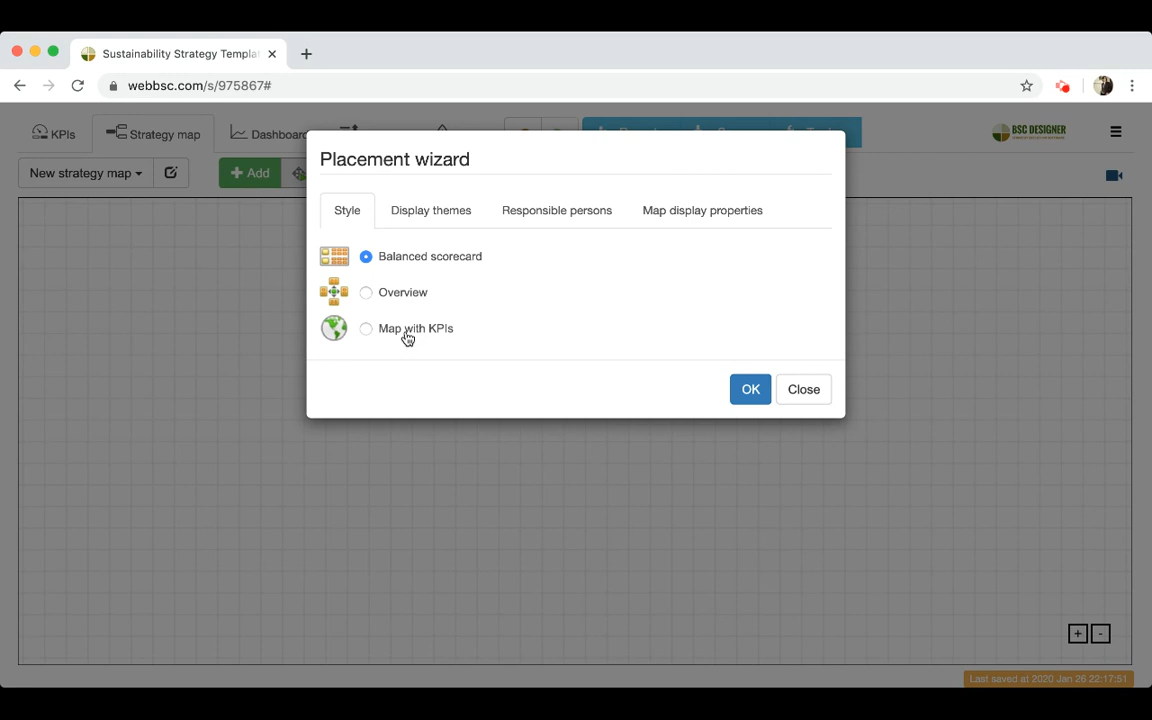 Sustainability Strategy Templa
webbsc.com/s/975867#
KPIs
Strategy map
Dashboard
BSC DESIGNER
New strategy map
Add
Placement wizard
Style
Display themes
Responsible persons
Map display properties
Balanced scorecard
Overview
Map with KPIs
OK
Close
+
-
Last saved at 2020 Jan 26 22:17:51